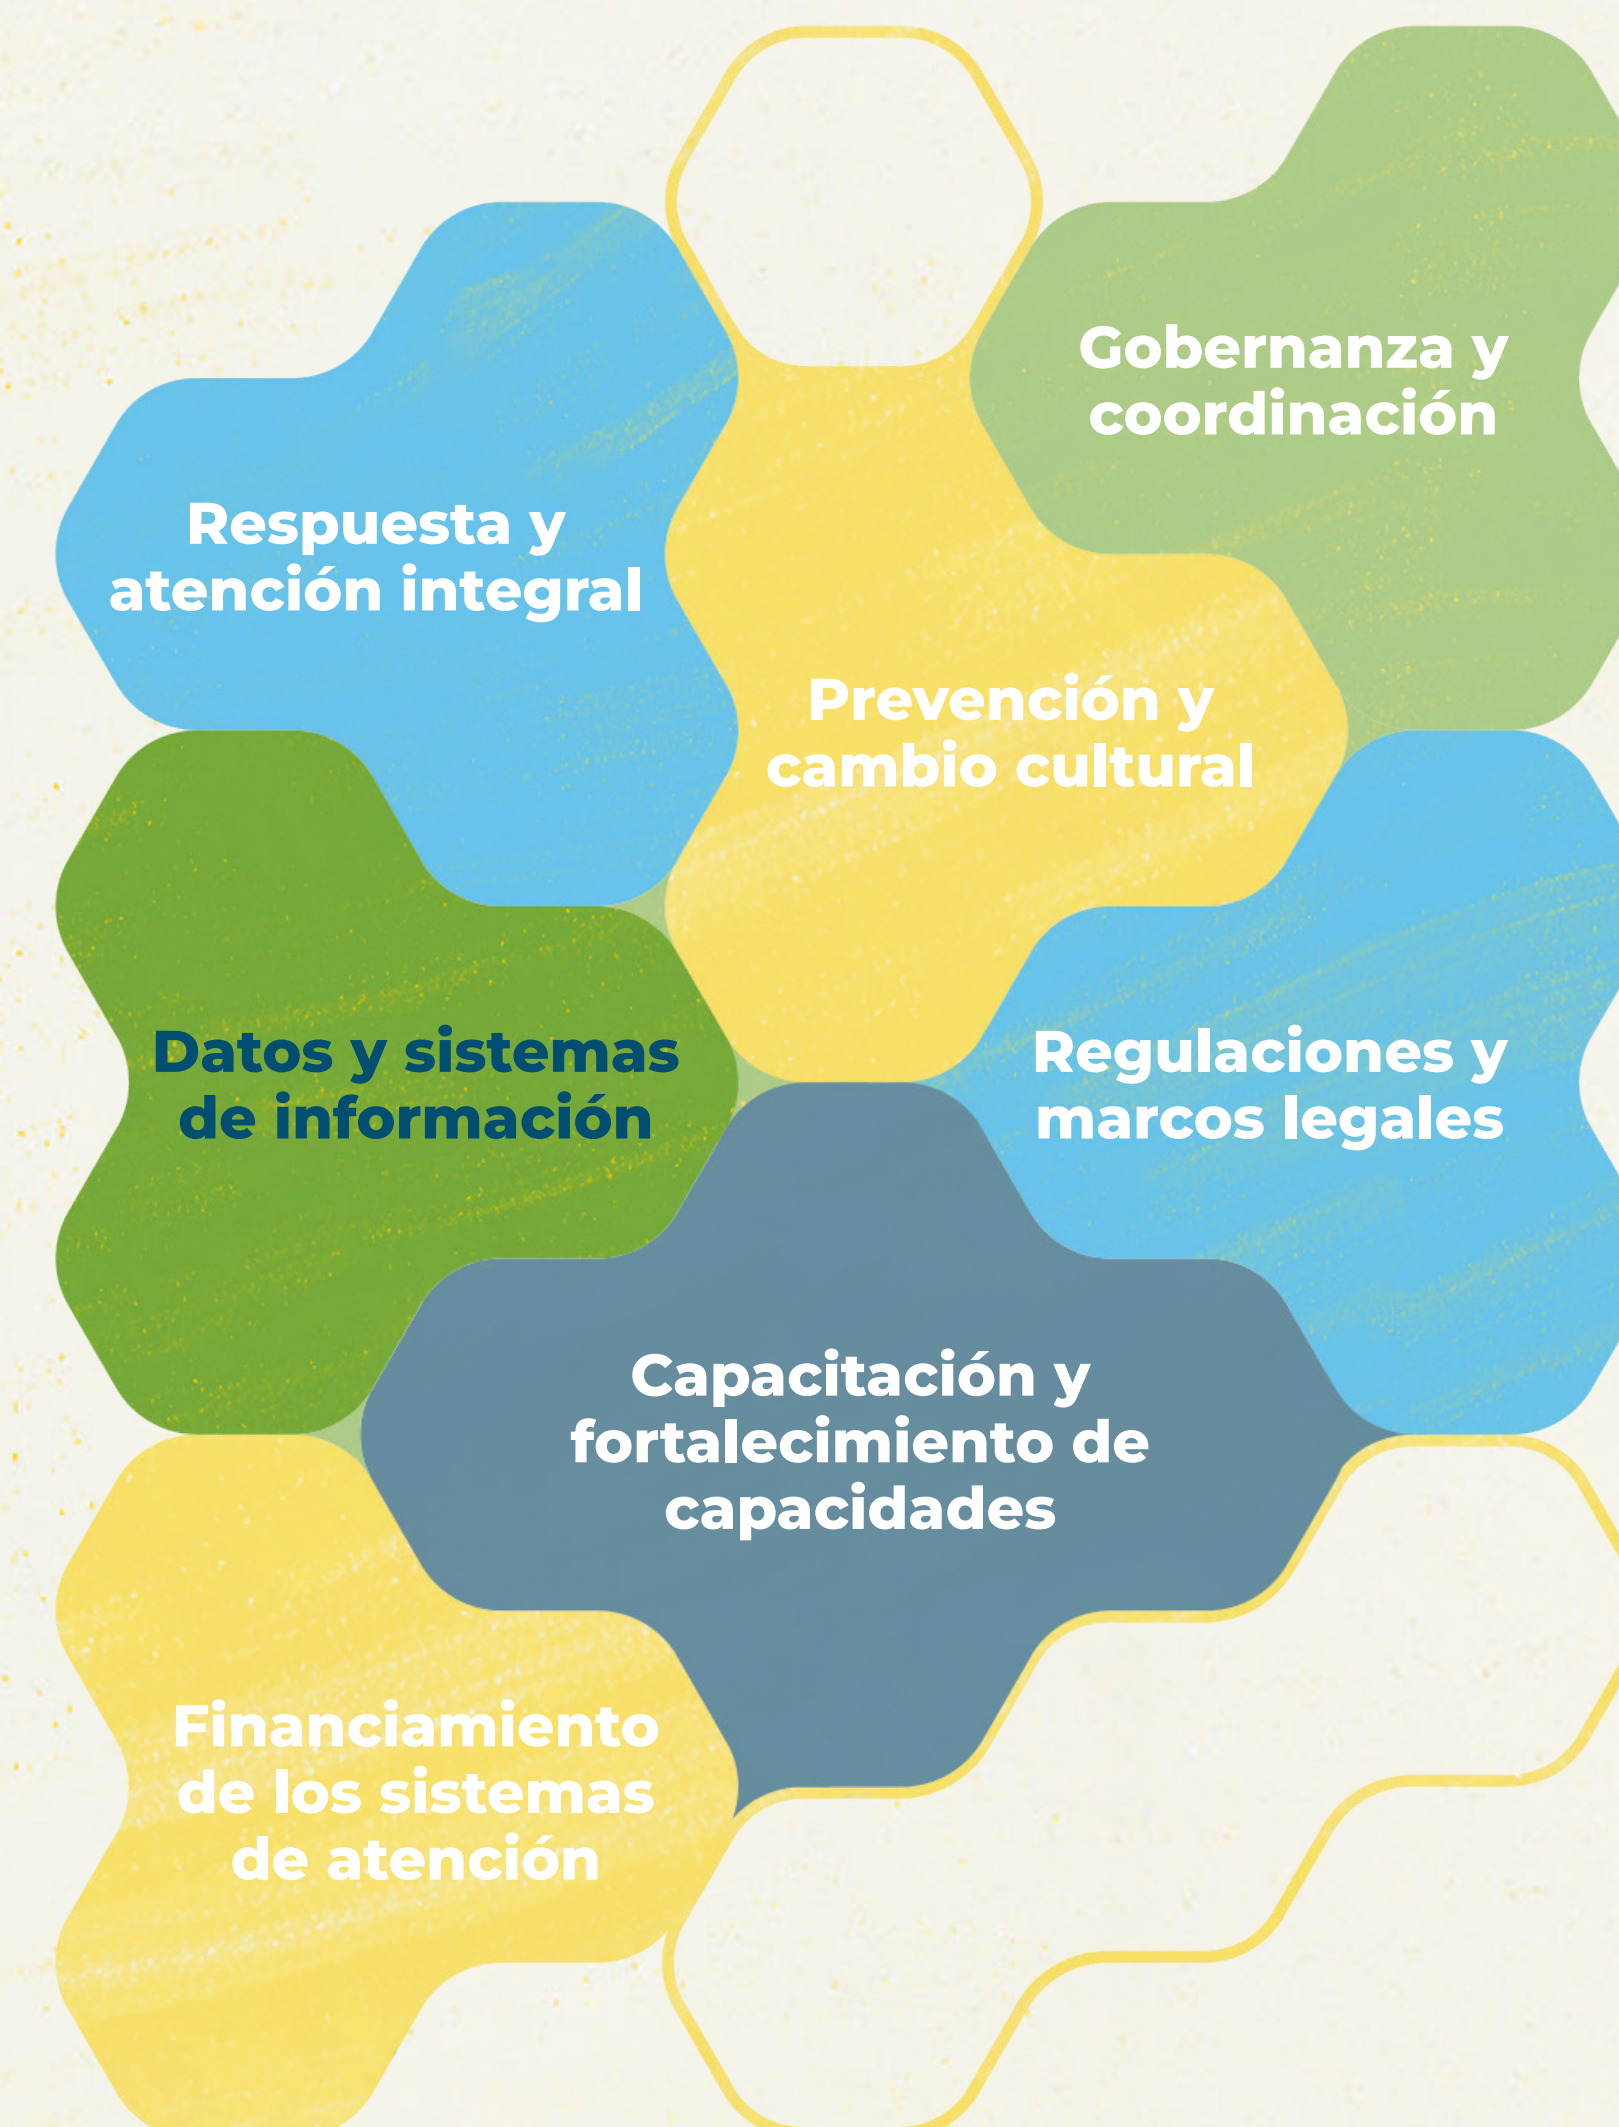 Gobernanza y
coordinación
Respuesta y
atención integral
Prevención y
cambio cultural
Datos y sistemas
de información
Regulaciones y
marcos legales
Capacitación y
fortalecimiento de
capacidades
Financiamiento
de los sistemas
de atención